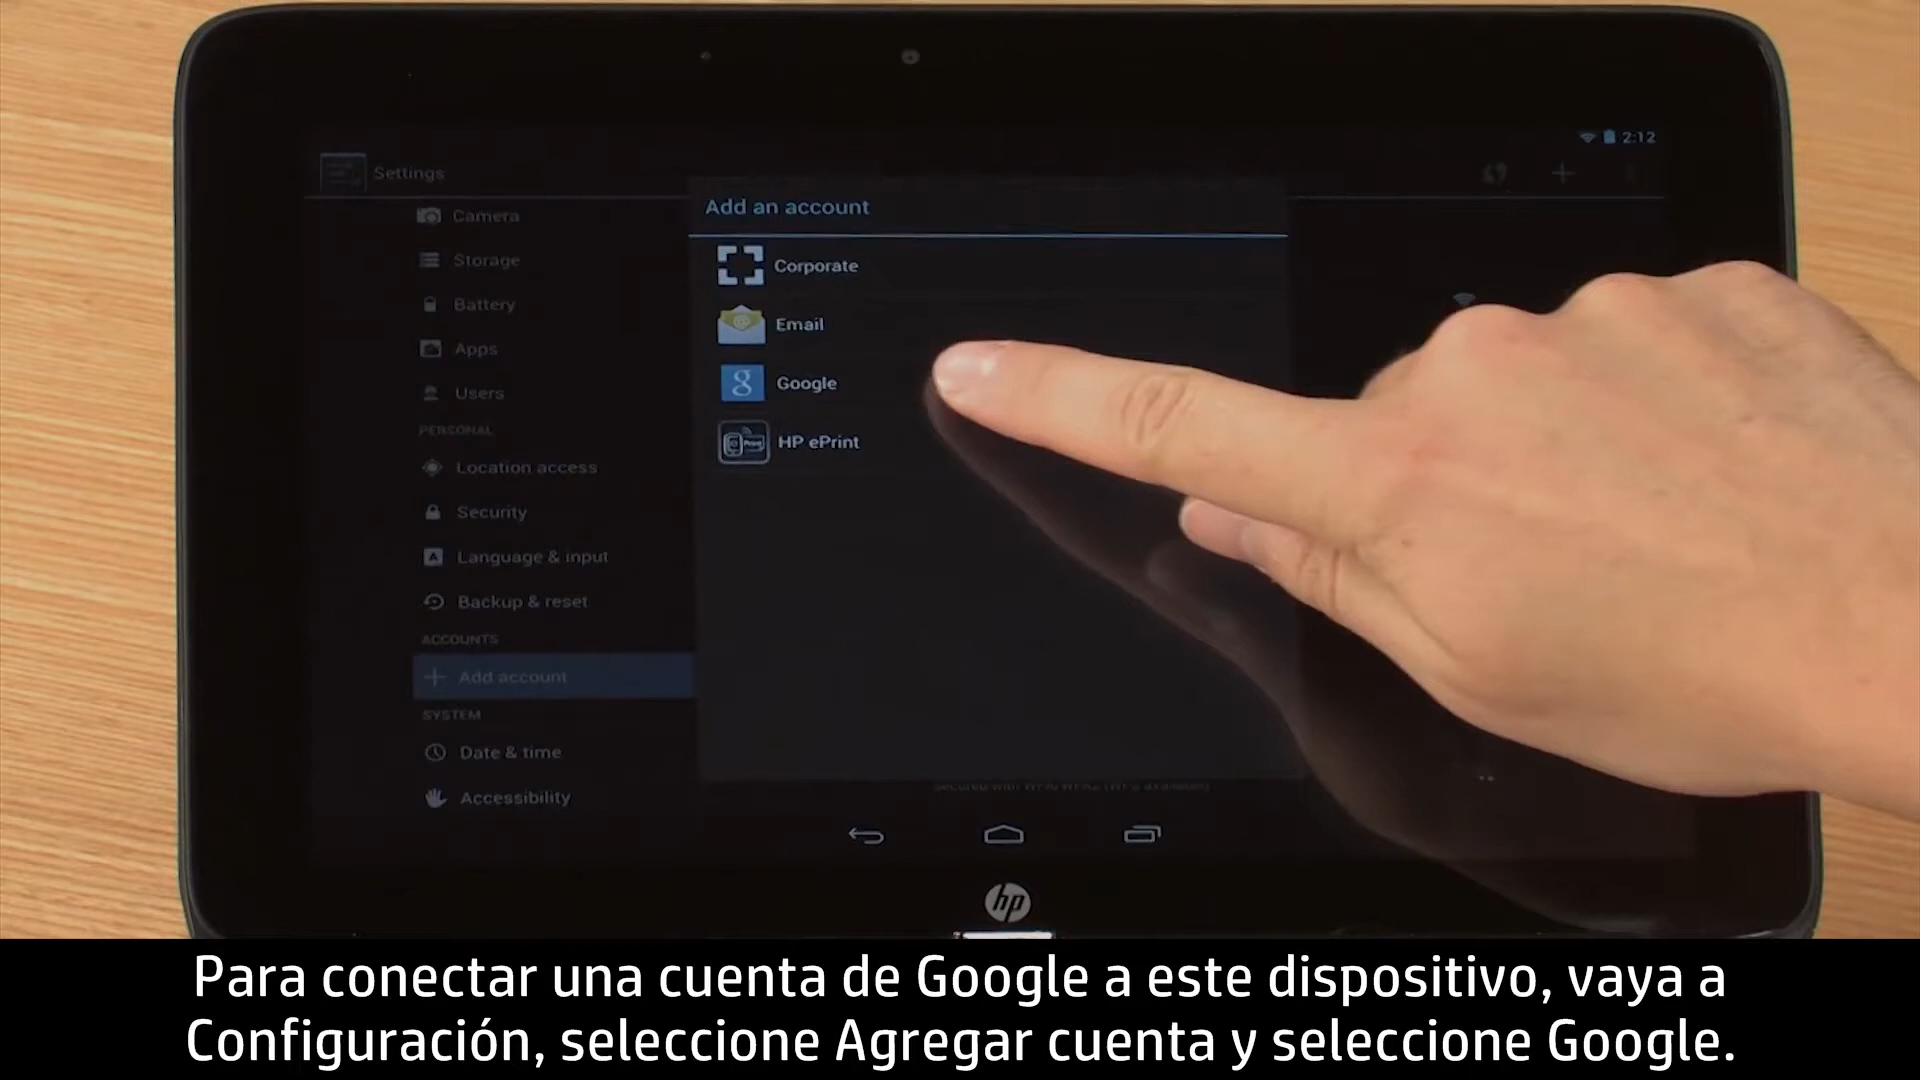 2:12
Settings
Add an account
Camera
Corporate
Storage
Email
Battery
Apps
Google
Users
PERSONAL
HP ePrint
Location access
Security
Language & input
Backup & reset
ACCOUNTS
Add account
SYSTEM
Date & time
Accessibility
hp
Para conectar una cuenta de Google a este dispositivo, vaya a
Configuración, seleccione Agregar cuenta y seleccione Google.